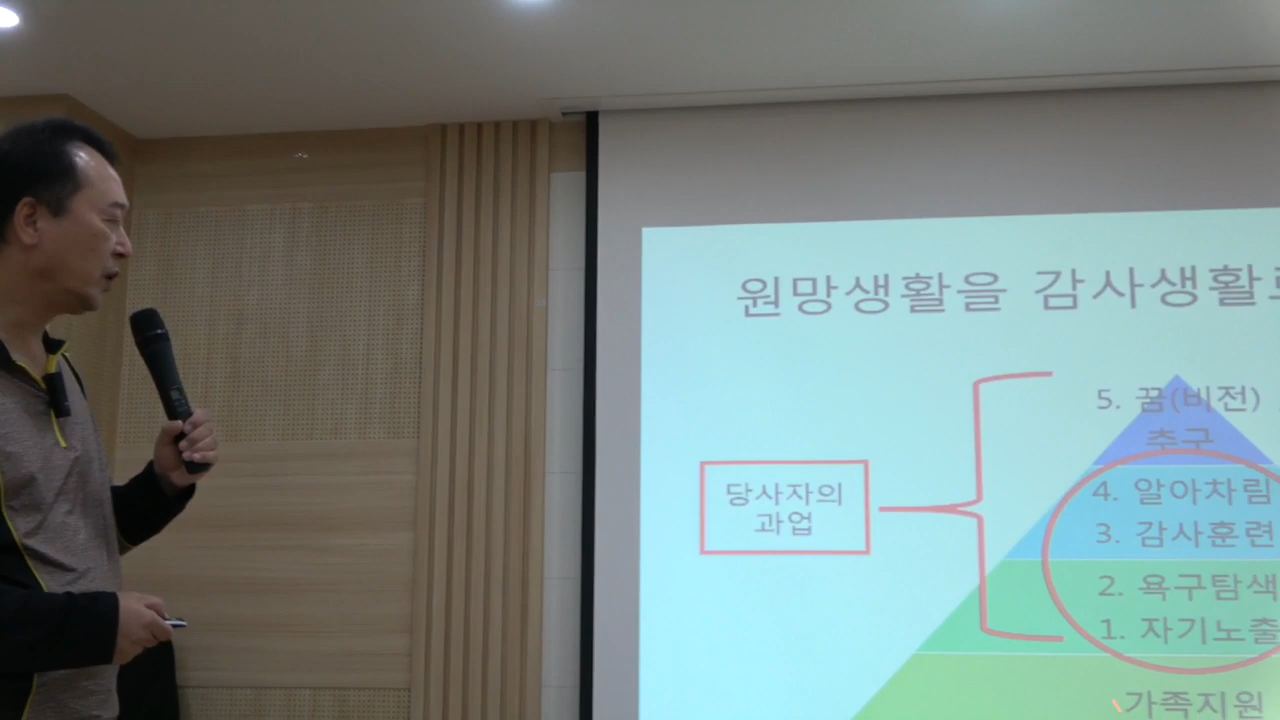 원망생활을 감사생활로
5. 꿈(비전)
추구
4. 알아차림
3. 감사훈련
당사자의
과업
2. 욕구탐색
1. 자기노출
가족지원